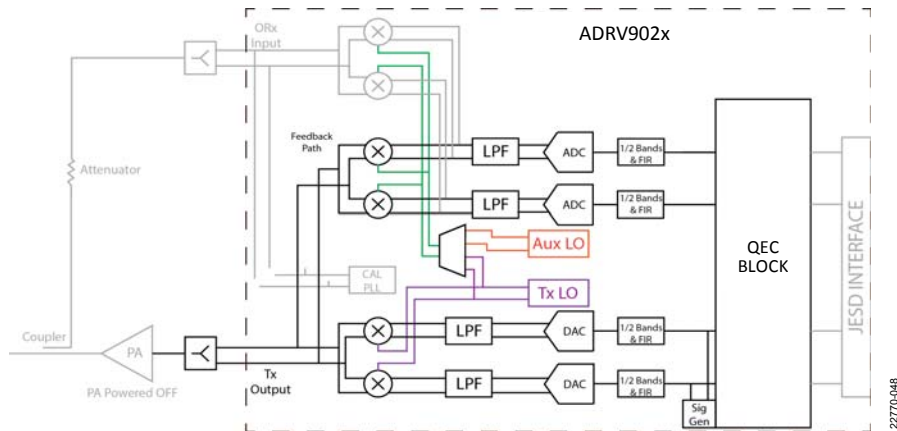 ORx
Input
ADRV902x
Feedback
Path
LPF
ADC
1/2 Bands
& FIR
Attenuator
LPF
ADC
1/2 Bands
& FIR
Aux LO
QEC
BLOCK
JESD INTERFACE
CAL
PLL
Tx LO
Coupler
PA
LPF
DAC
1/2 Bands
& FIR
PA Powered OFF
Tx
Output
LPF
DAC
1/2 Bands
& FIR
Sig
Gen
22770-048